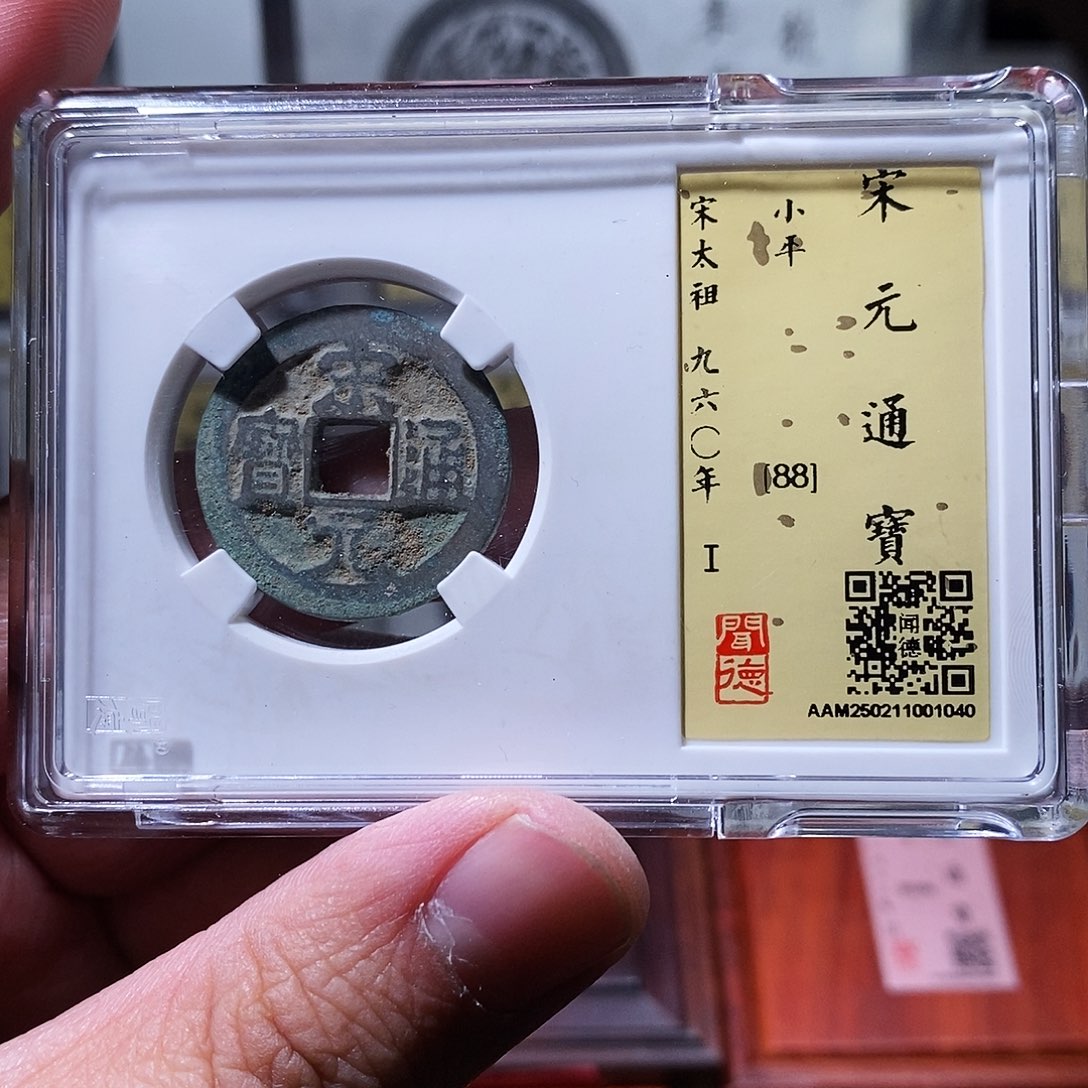 宋元通寶
小平
[88]
宋太祖 九六〇年 I
聞德
闻德
AAM250211001040
宋
元
通
寶